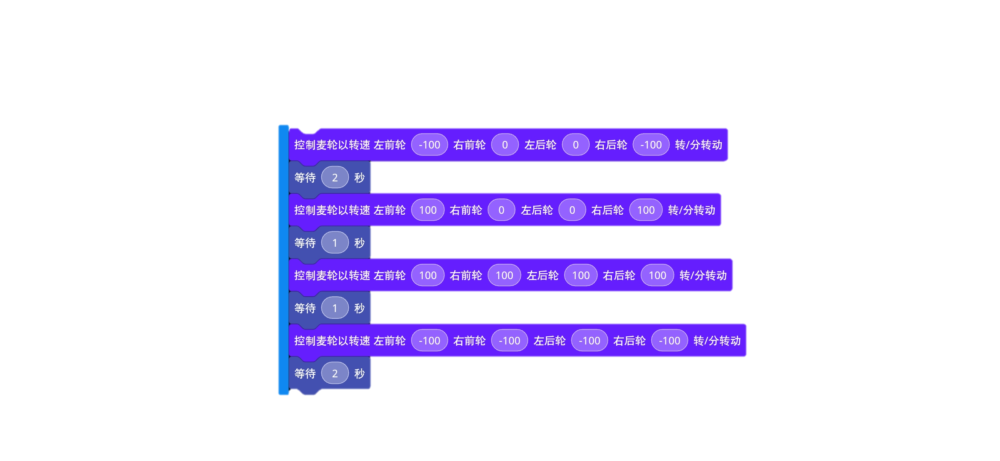 控制麦轮以转速 左前轮 -100 右前轮 0 左后轮 0 右后轮 -100 转/分转动
等待 2 秒
控制麦轮以转速 左前轮 100 右前轮 0 左后轮 0 右后轮 100 转/分转动
等待 1 秒
控制麦轮以转速 左前轮 100 右前轮 100 左后轮 100 右后轮 100 转/分转动
等待 1 秒
控制麦轮以转速 左前轮 -100 右前轮 -100 左后轮 -100 右后轮 -100 转/分转动
等待 2 秒